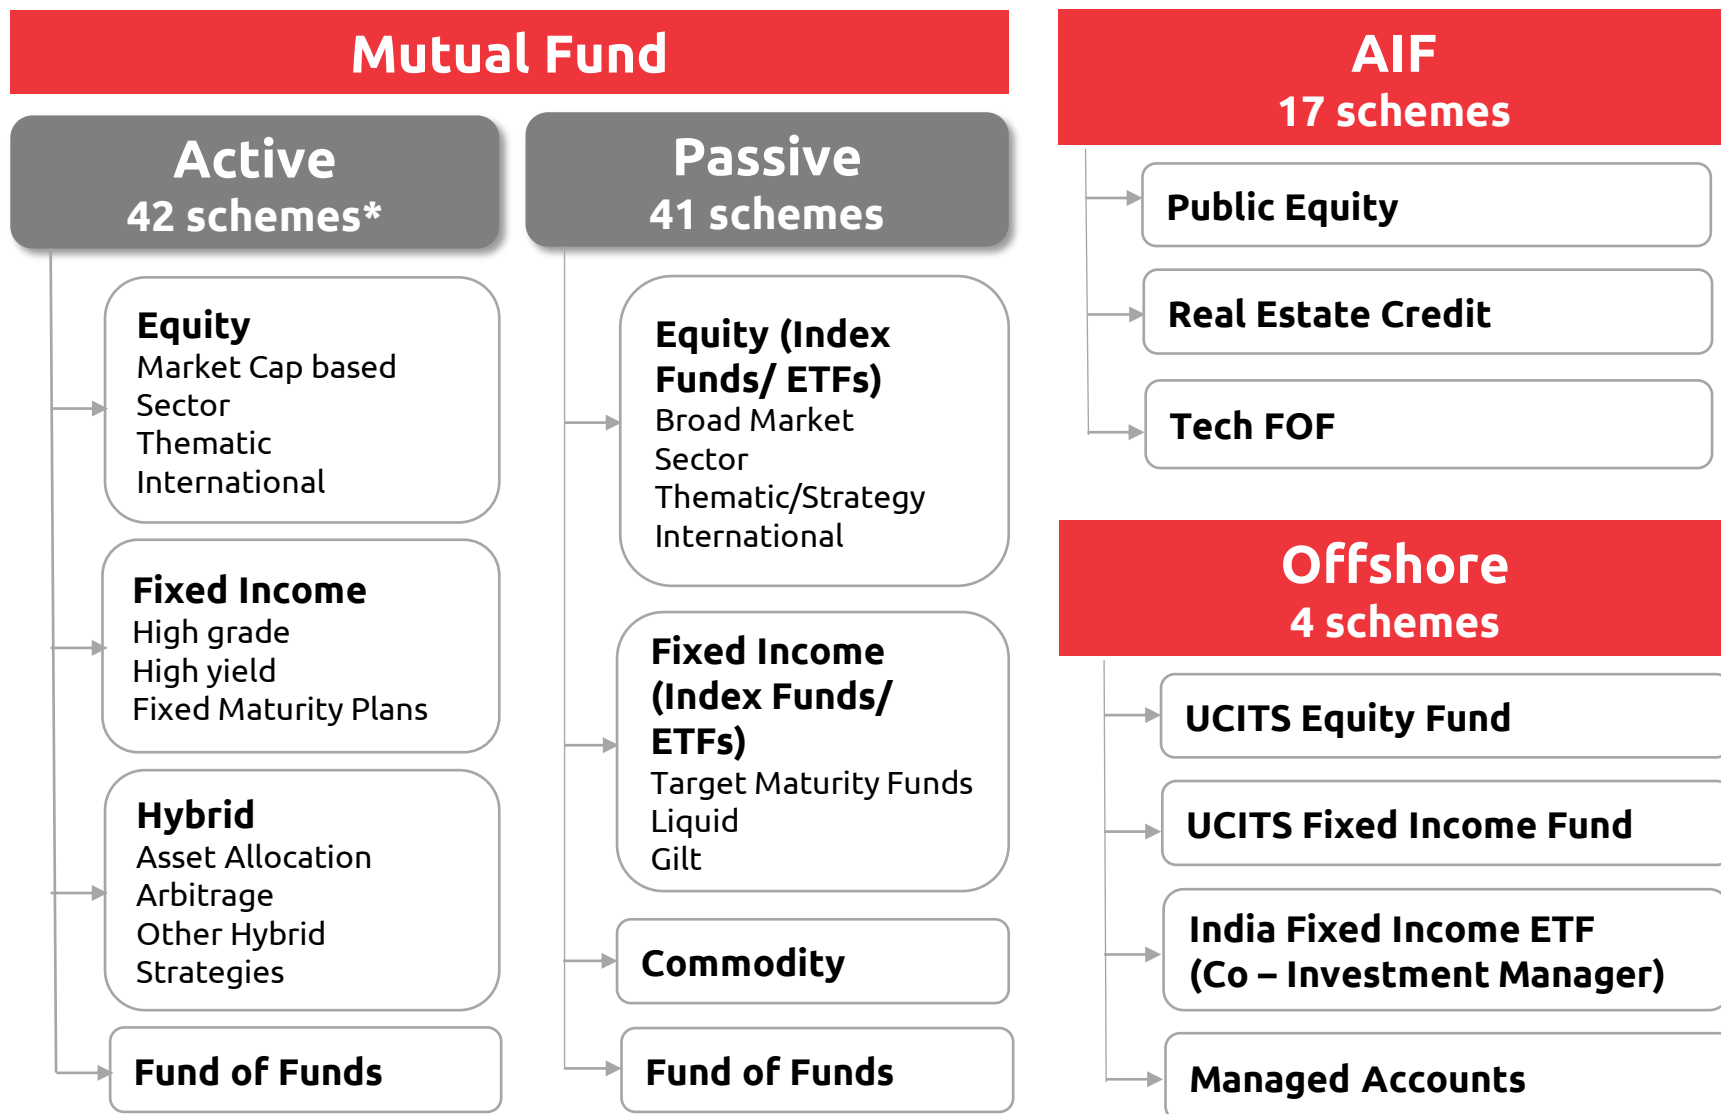 Mutual Fund
Active
42 schemes*
Equity
Market Cap based
Sector
Thematic
International
Fixed Income
High grade
High yield
Fixed Maturity Plans
Hybrid
Asset Allocation
Arbitrage
Other Hybrid
Strategies
Fund of Funds
Passive
41 schemes
Equity (Index
Funds/ ETFs)
Broad Market
Sector
Thematic/Strategy
International
Fixed Income
(Index Funds/
ETFs)
Target Maturity Funds
Liquid
Gilt
Commodity
Fund of Funds
AIF
17 schemes
Public Equity
Real Estate Credit
Tech FOF
Offshore
4 schemes
UCITS Equity Fund
UCITS Fixed Income Fund
India Fixed Income ETF
(Co – Investment Manager)
Managed Accounts